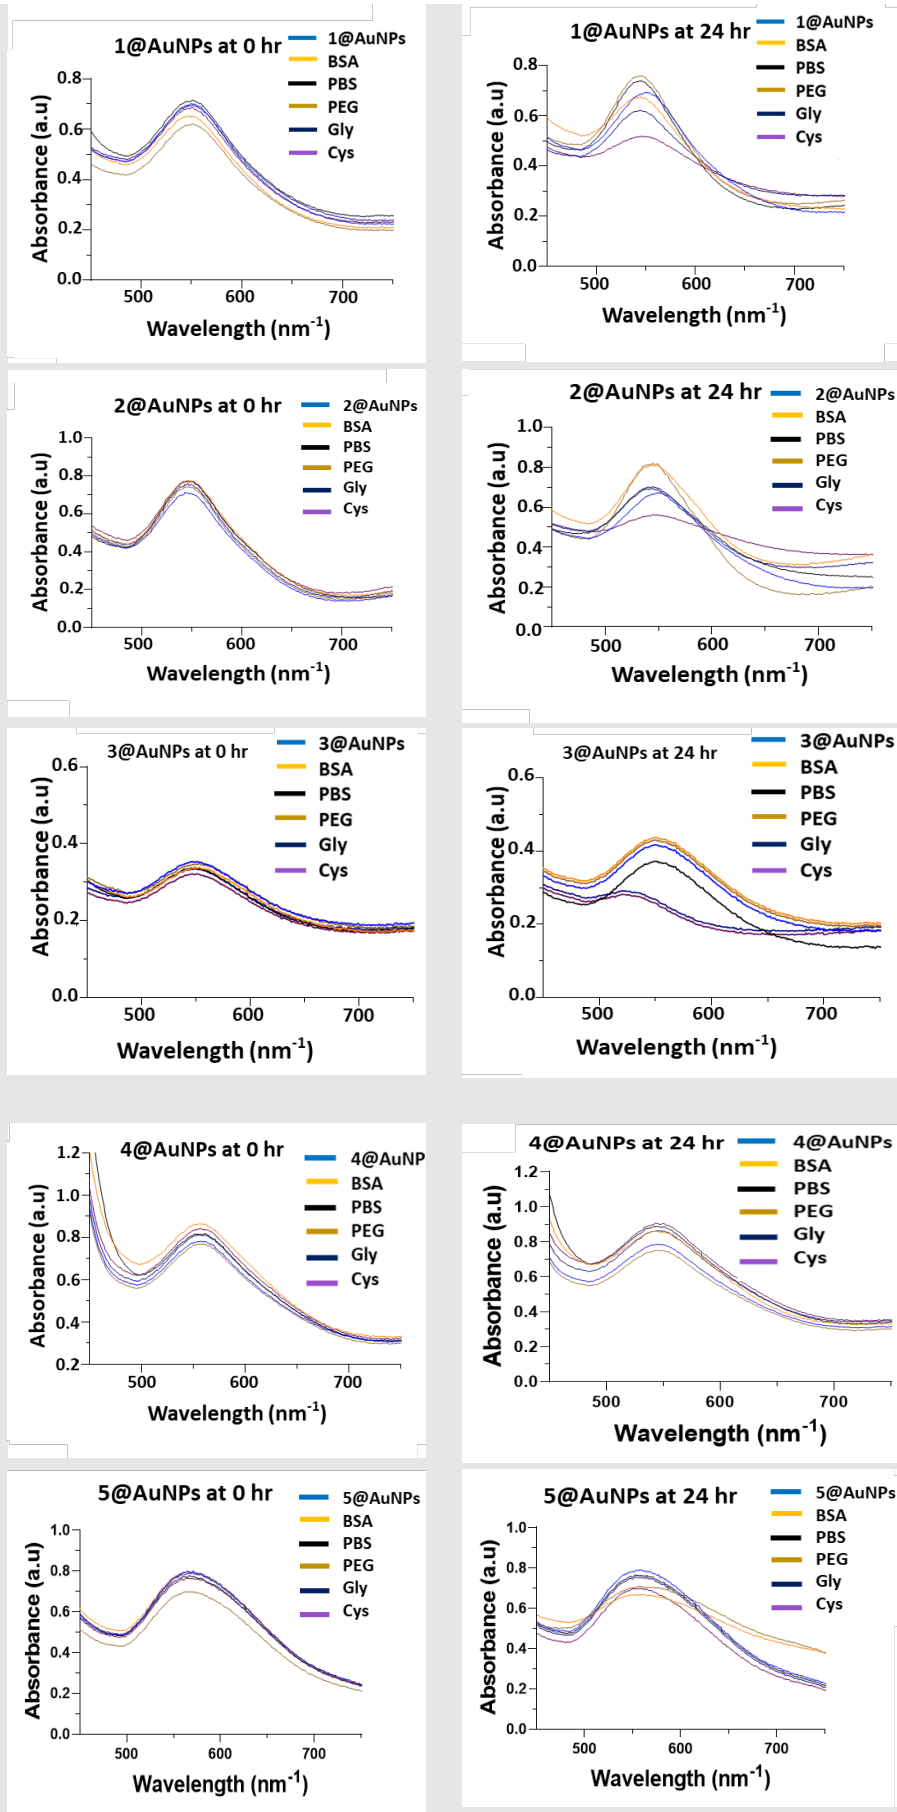 1@AuNPs at 0 hr
1@AuNPs
BSA
PBS
PEG
Gly
Cys
0.8
0.6
0.4
0.2
0.0
Absorbance (a.u)
500 600 700
Wavelength (nm-1)
1@AuNPs at 24 hr
1@AuNPs
BSA
PBS
PEG
Gly
Cys
0.8
0.6
0.4
0.2
0.0
Absorbance (a.u)
500 600 700
Wavelength (nm-1)
2@AuNPs at 0 hr
2@AuNPs
BSA
PBS
PEG
Gly
Cys
1.0
0.8
0.6
0.4
0.2
0.0
Absorbance (a.u)
500 600 700
Wavelength (nm-1)
2@AuNPs at 24 hr
2@AuNPs
BSA
PBS
PEG
Gly
Cys
1.0
0.8
0.6
0.4
0.2
0.0
Absorbance (a.u)
500 600 700
Wavelength (nm-1)
3@AuNPs at 0 hr
3@AuNPs
BSA
PBS
PEG
Gly
Cys
0.6
0.4
0.2
0.0
Absorbance (a.u)
500 600 700
Wavelength (nm-1)
3@AuNPs at 24 hr
3@AuNPs
BSA
PBS
PEG
Gly
Cys
0.6
0.4
0.2
0.0
Absorbance (a.u)
500 600 700
Wavelength (nm-1)
4@AuNPs at 0 hr
4@AuNP
BSA
PBS
PEG
Gly
Cys
1.2
1.0
0.8
0.6
0.4
0.2
Absorbance (a.u)
500 600 700
Wavelength (nm-1)
4@AuNPs at 24 hr
4@AuNPs
BSA
PBS
PEG
Gly
Cys
1.2
1.0
0.8
0.6
0.4
0.2
0.0
Absorbance (a.u)
500 600 700
Wavelength (nm-1)
5@AuNPs at 0 hr
5@AuNPs
BSA
PBS
PEG
Gly
Cys
1.0
0.8
0.6
0.4
0.2
0.0
Absorbance (a.u)
500 600 700
Wavelength (nm-1)
5@AuNPs at 24 hr
5@AuNPs
BSA
PBS
PEG
Gly
Cys
1.0
0.8
0.6
0.4
0.2
0.0
Absorbance (a.u)
500 600 700
Wavelength (nm-1)